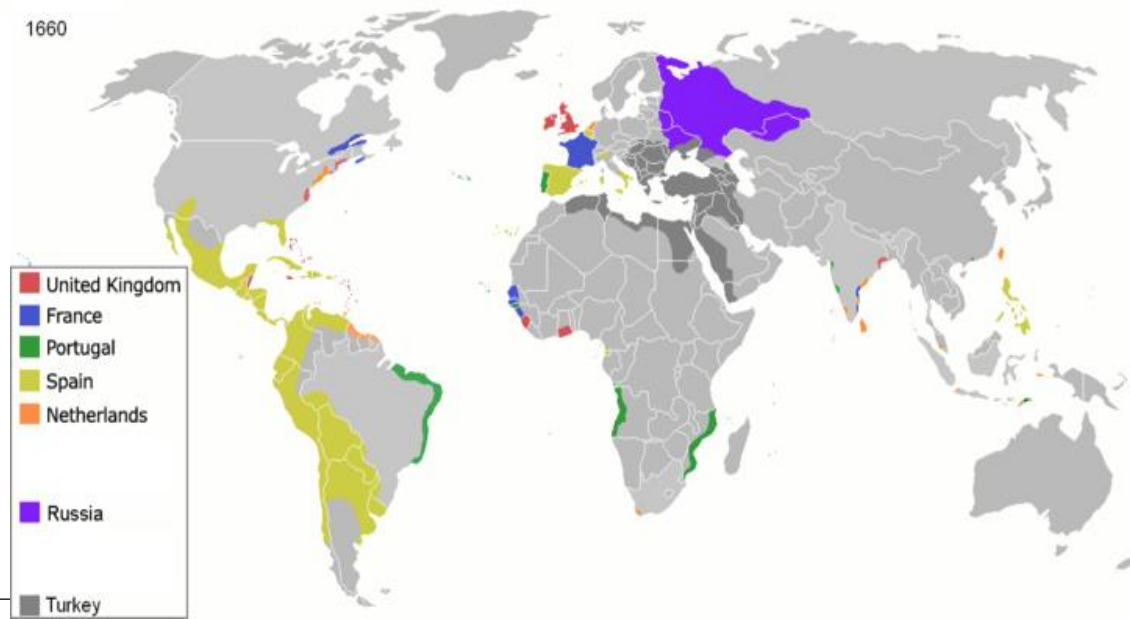 1660
United Kingdom
France
Portugal
Spain
Netherlands
Russia
Turkey